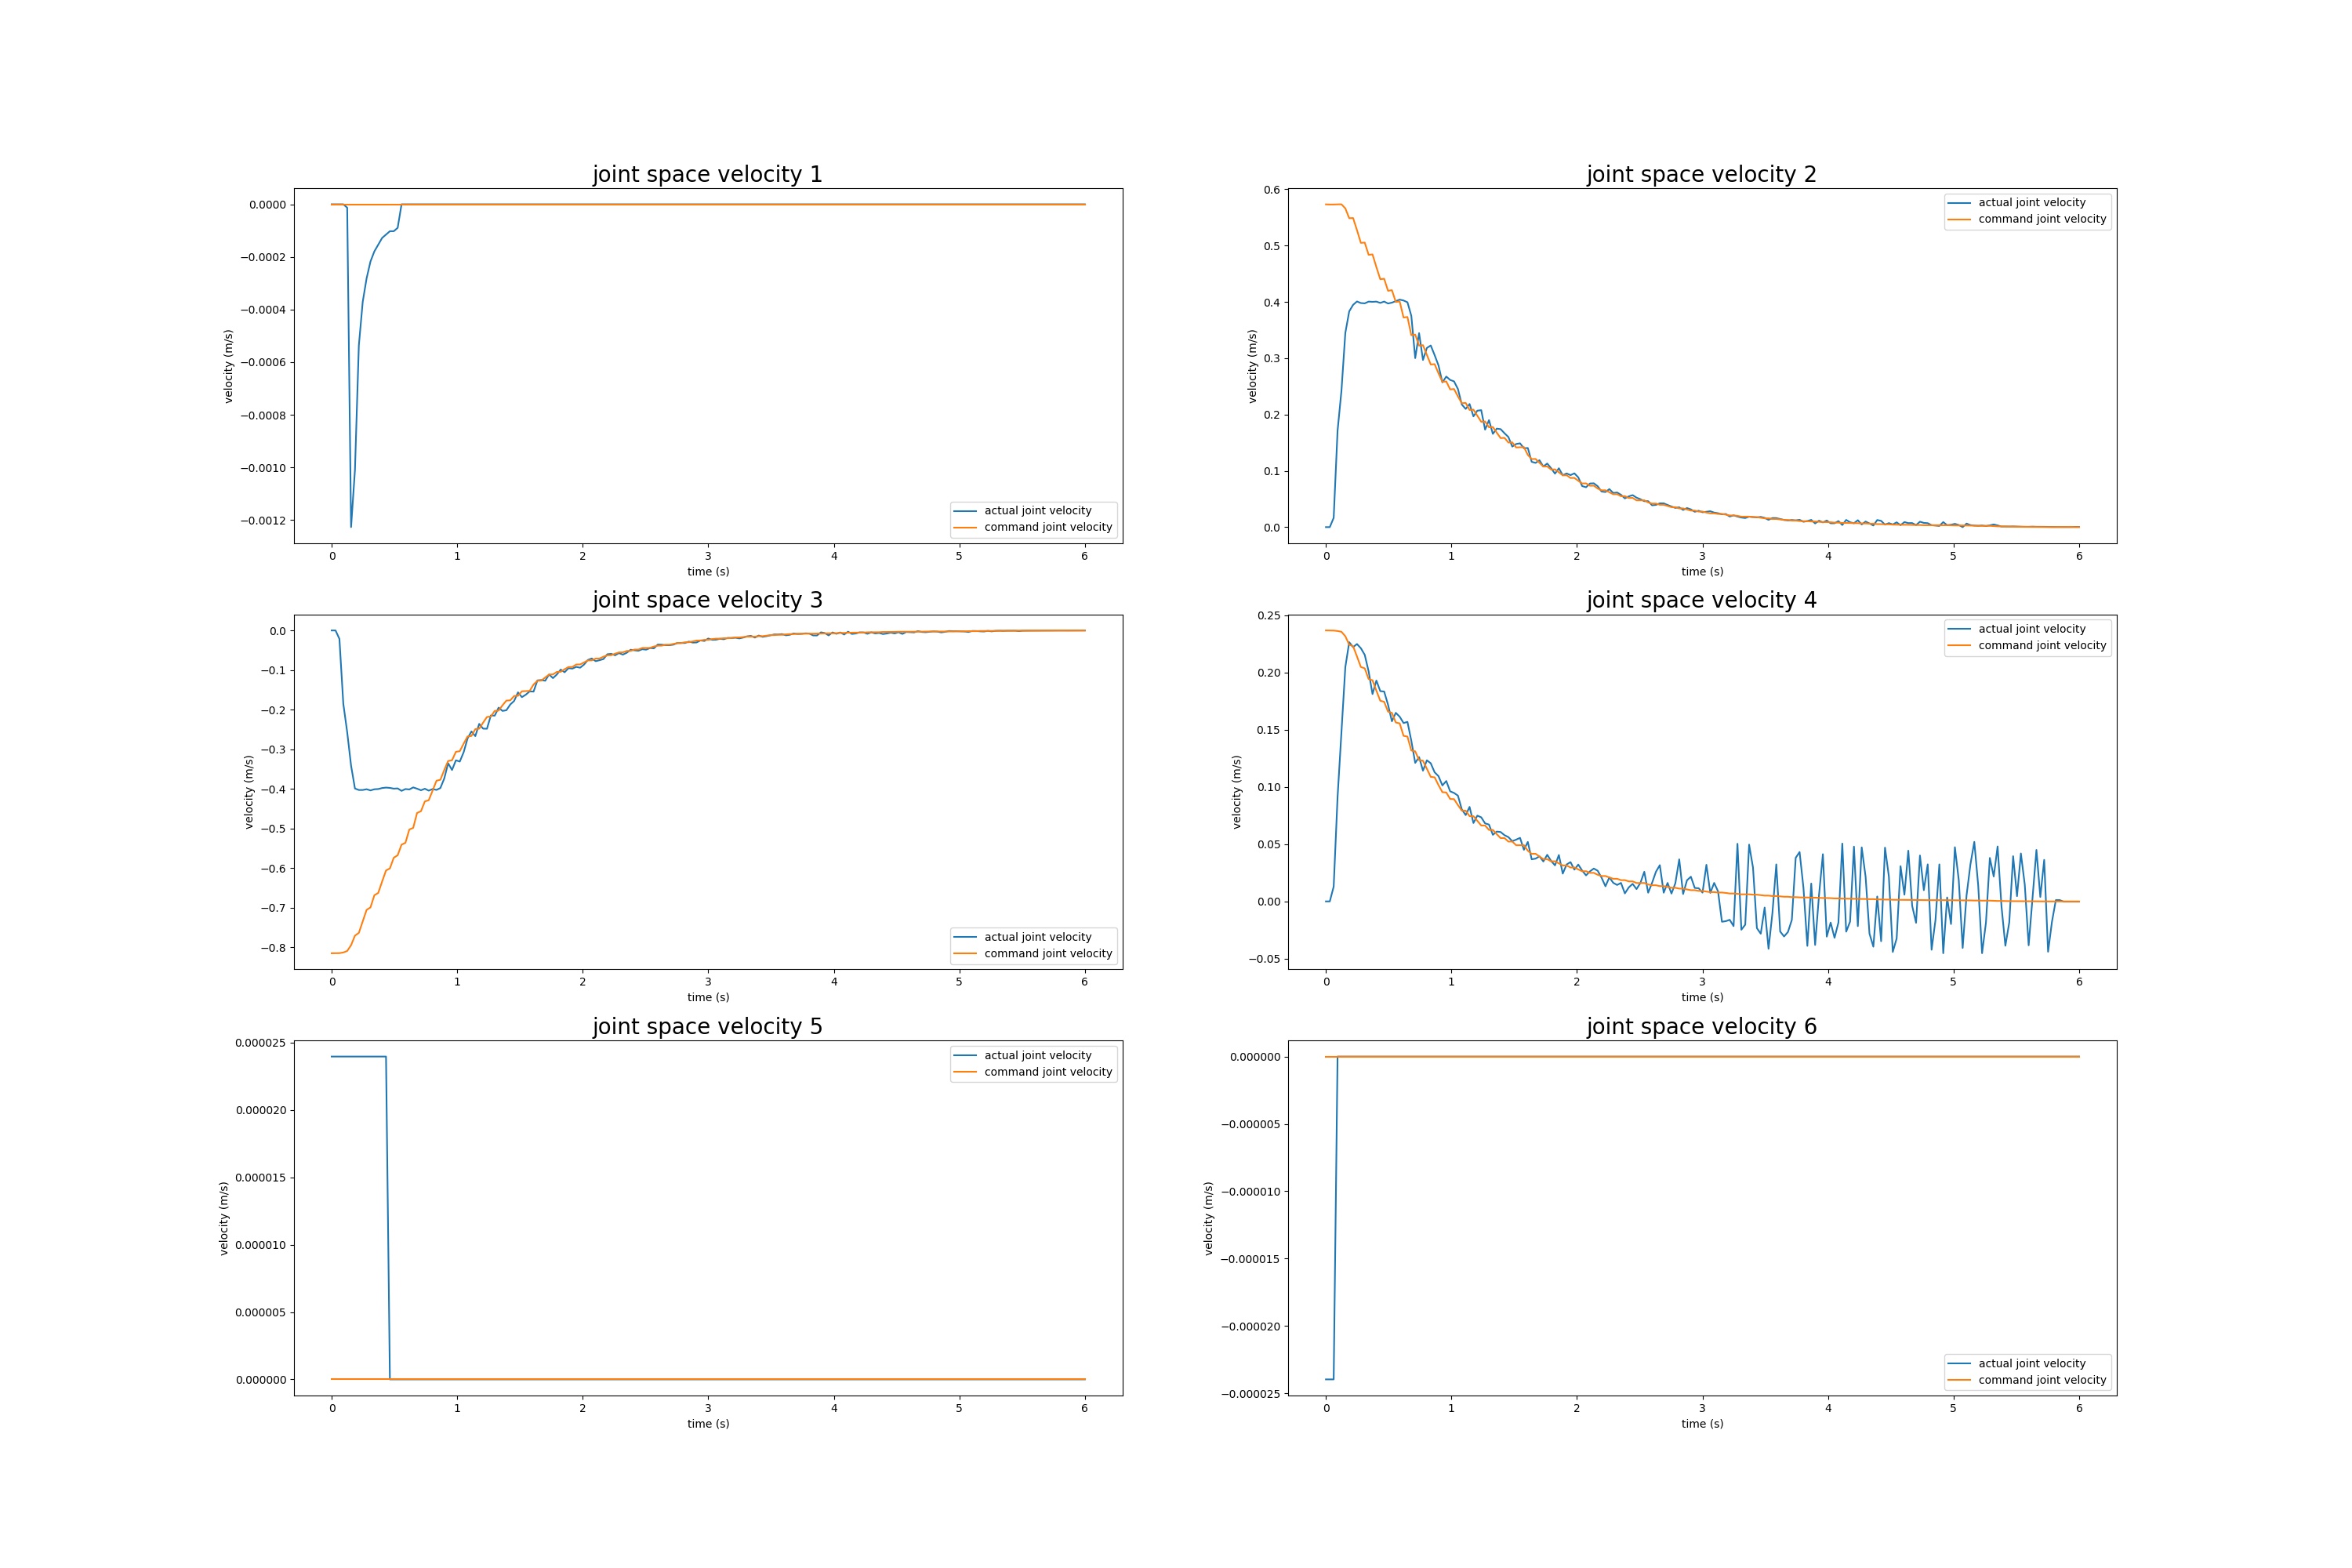 joint space velocity 1
0.0000
−0.0002
−0.0004
−0.0006
−0.0008
−0.0010
−0.0012
velocity (m/s)
actual joint velocity
command joint velocity
0 1 2 3 4 5 6
time (s)
joint space velocity 2
0.6
0.5
0.4
0.3
0.2
0.1
0.0
velocity (m/s)
actual joint velocity
command joint velocity
0 1 2 3 4 5 6
time (s)
joint space velocity 3
0.0
−0.1
−0.2
−0.3
−0.4
−0.5
−0.6
−0.7
−0.8
velocity (m/s)
actual joint velocity
command joint velocity
0 1 2 3 4 5 6
time (s)
joint space velocity 4
0.25
0.20
0.15
0.10
0.05
0.00
−0.05
velocity (m/s)
actual joint velocity
command joint velocity
0 1 2 3 4 5 6
time (s)
joint space velocity 5
0.000025
0.000020
0.000015
0.000010
0.000005
0.000000
velocity (m/s)
actual joint velocity
command joint velocity
0 1 2 3 4 5 6
time (s)
joint space velocity 6
0.000000
−0.000005
−0.000010
−0.000015
−0.000020
−0.000025
velocity (m/s)
actual joint velocity
command joint velocity
0 1 2 3 4 5 6
time (s)